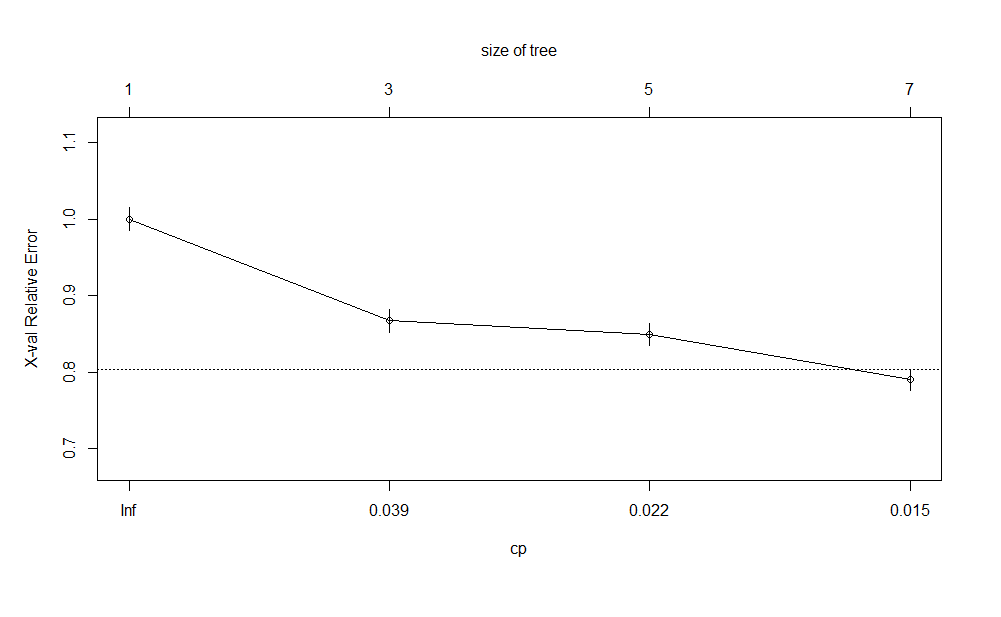 size of tree
1 3 5 7
1.1
1.0
0.9
0.8
0.7
X-val Relative Error
Inf 0.039 0.022 0.015
cp